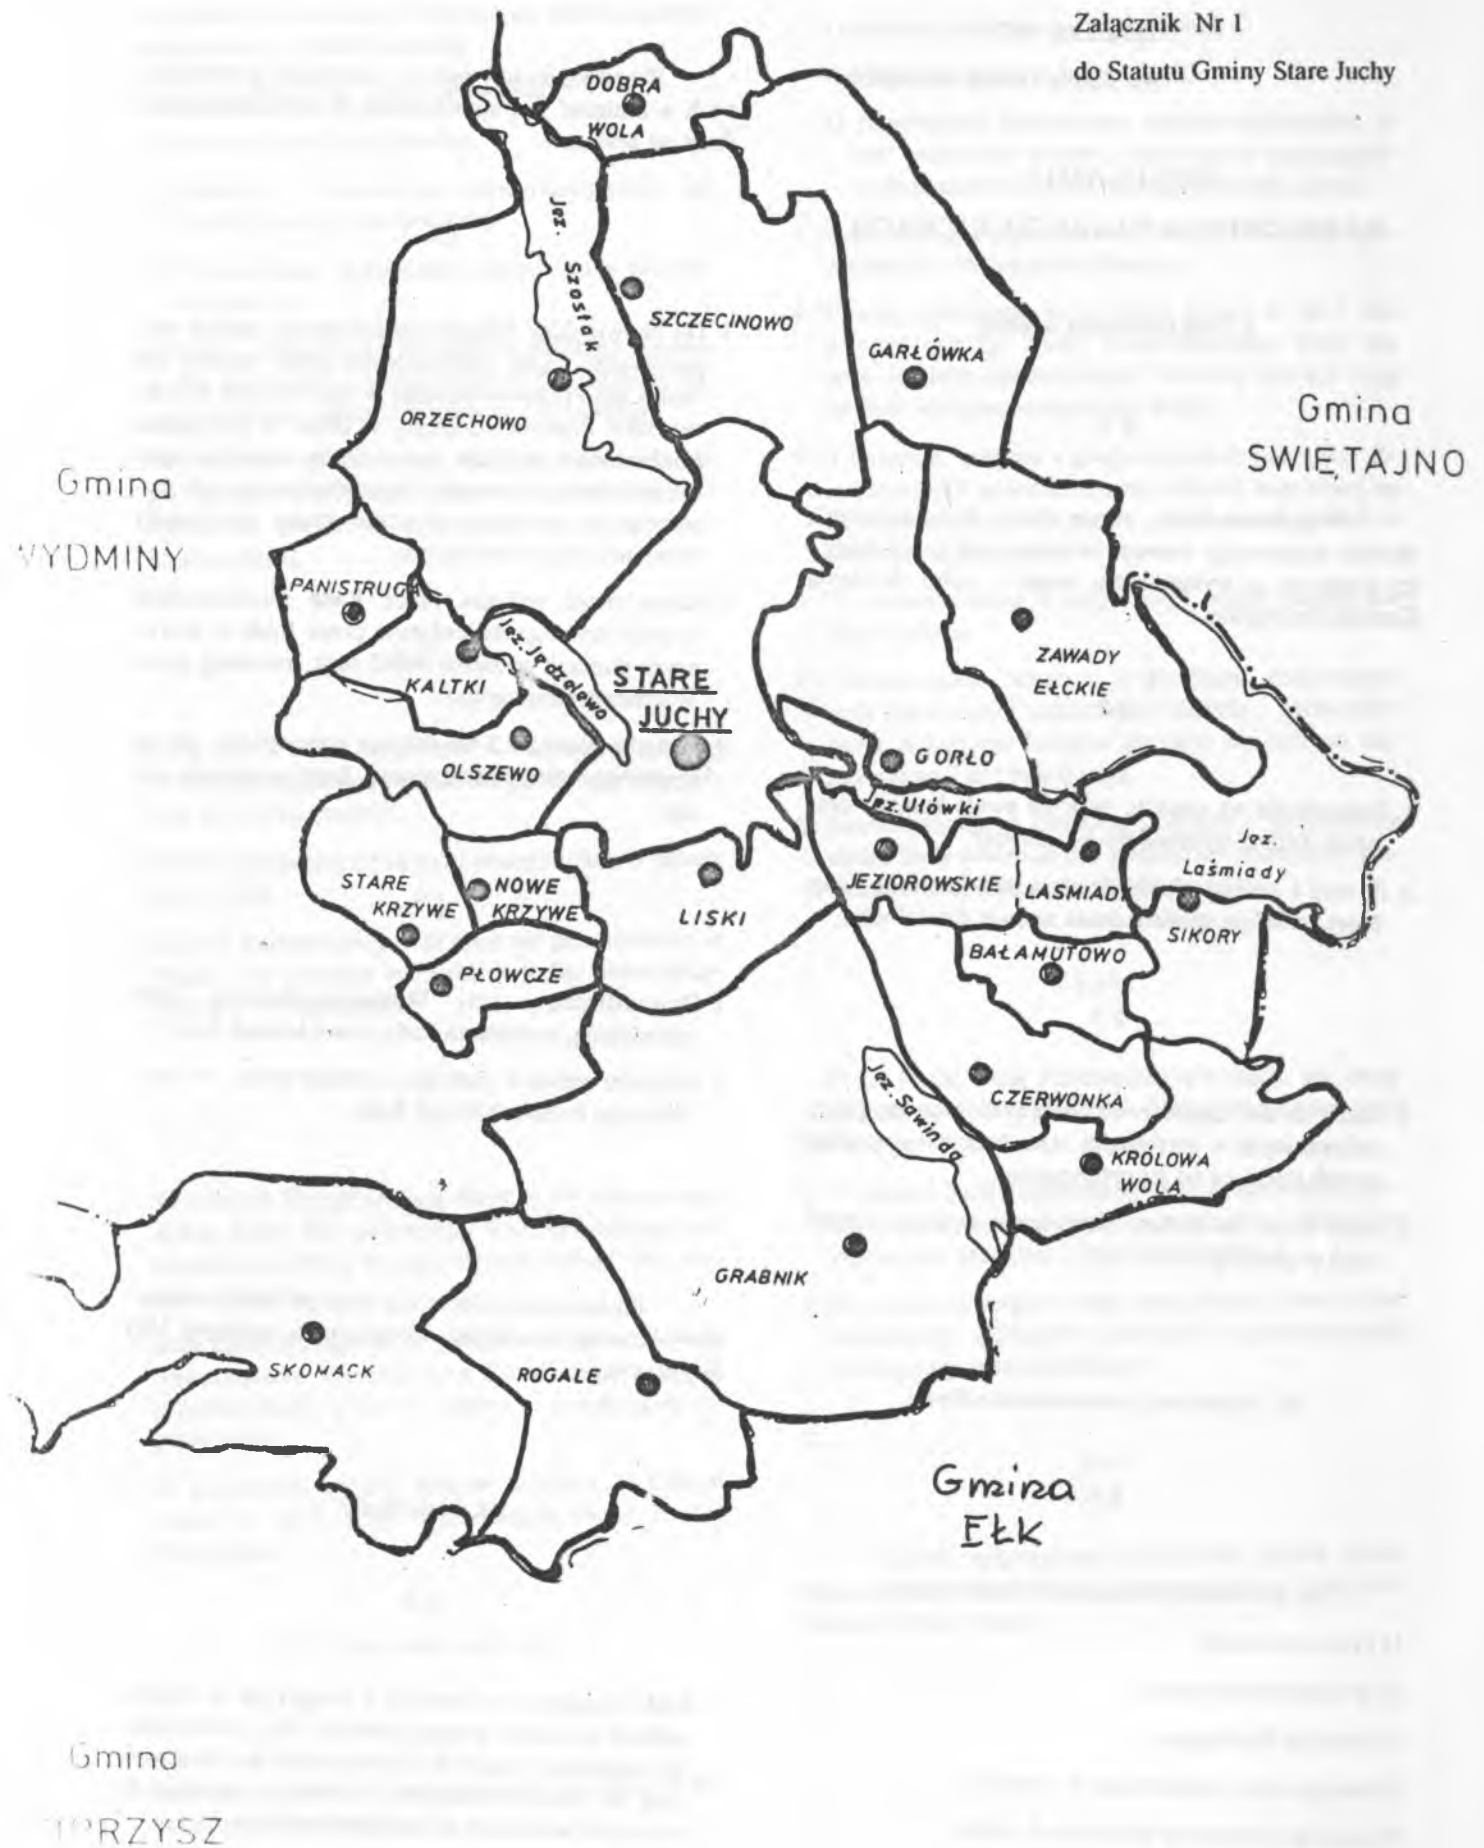 Załącznik Nr 1
do Statutu Gminy Stare Juchy
DOBRA
WOLA
Jez.
Szostak
SZCZECINOWO
GARŁÓWKA
ORZECHOWO
Gmina
SWIĘTAJNO
Gmina
WYDMINY
PANISTRUGA
KALTKI
Jez. Jędzelewo
STARE
JUCHY
ZAWADY
EŁCKIE
OLSZEWO
GORŁO
Jez. Ułówki
Jez.
Laśmiady
STARE
KRZYWE
NOWE
KRZYWE
LISKI
JEZIOROWSKIE
LASMIADY
SIKORY
PŁOWCZE
BAŁAMUTOWO
CZERWONKA
Jez. Sawinda
KRÓLOWA
WOLA
GRABNIK
SKOMACK
ROGALE
Gmina
EŁK
Gmina